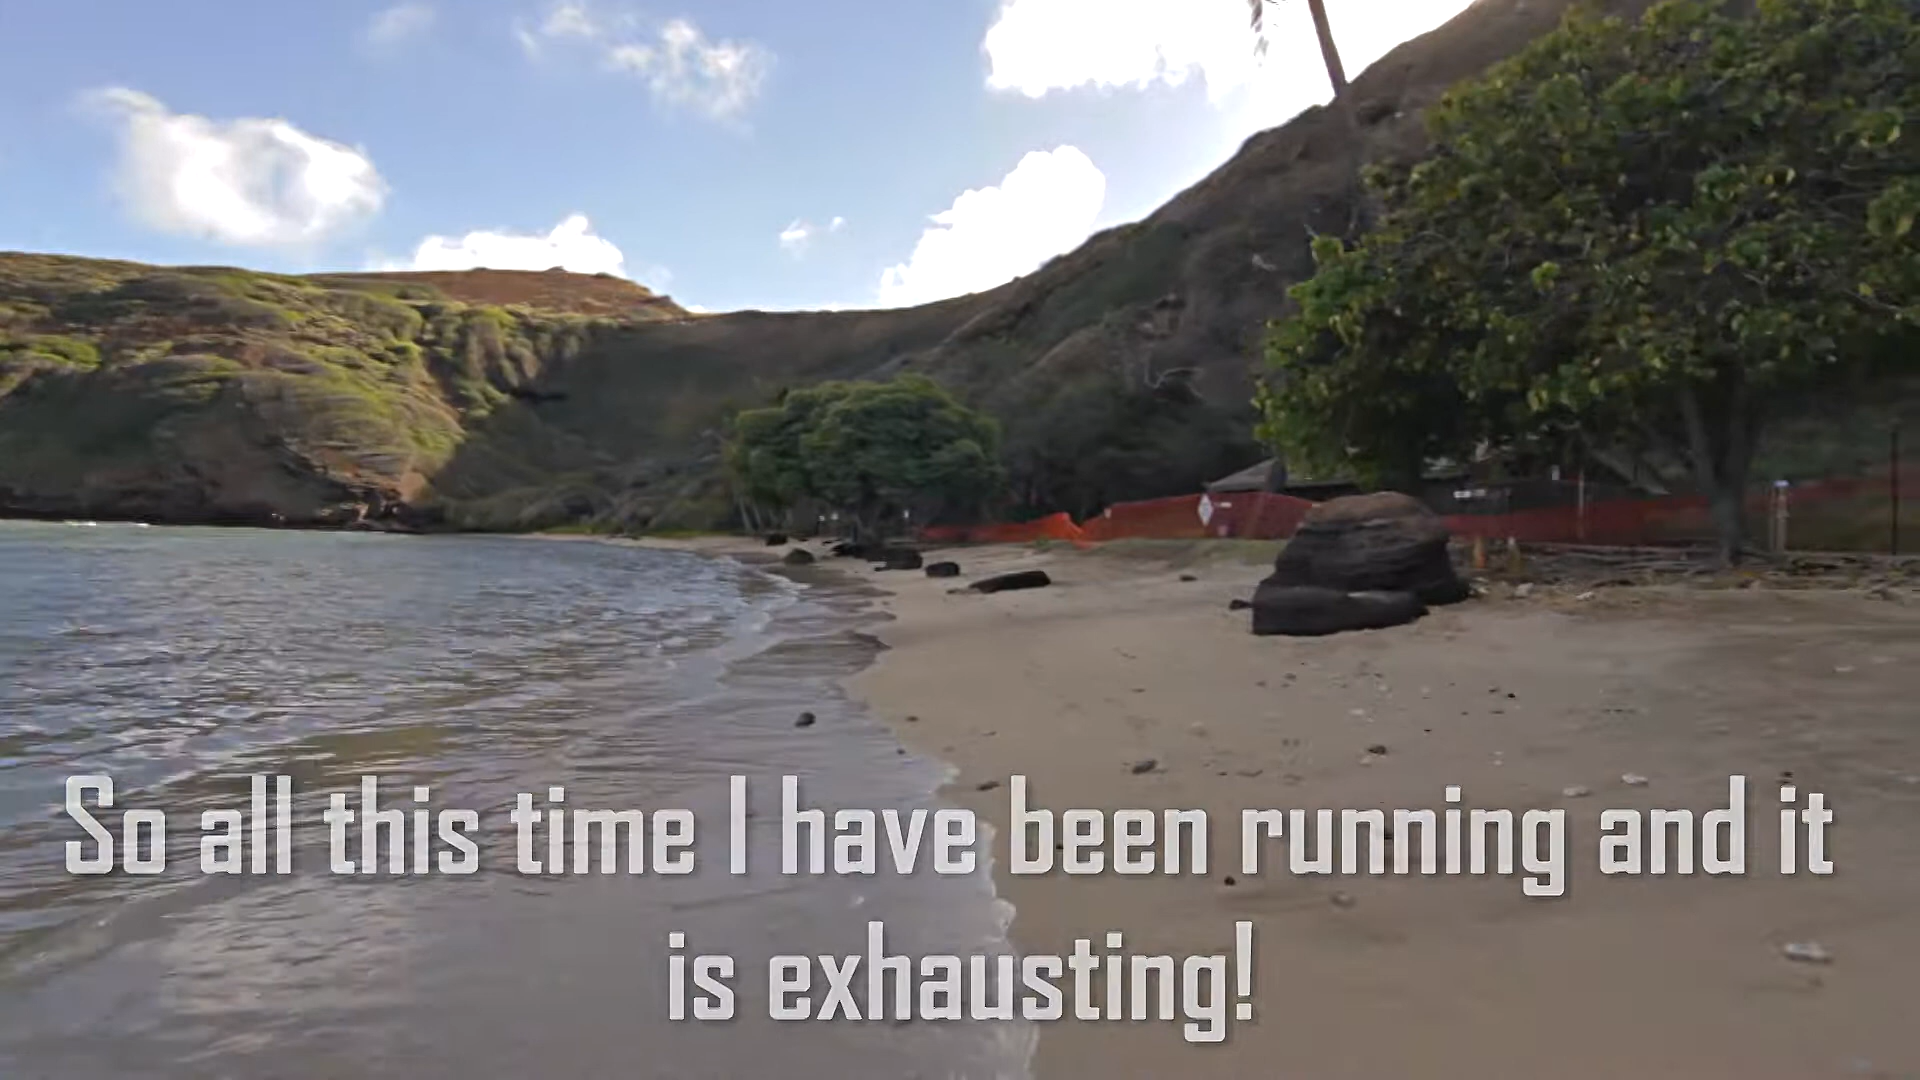 So all this time I have been running and it
is exhausting!